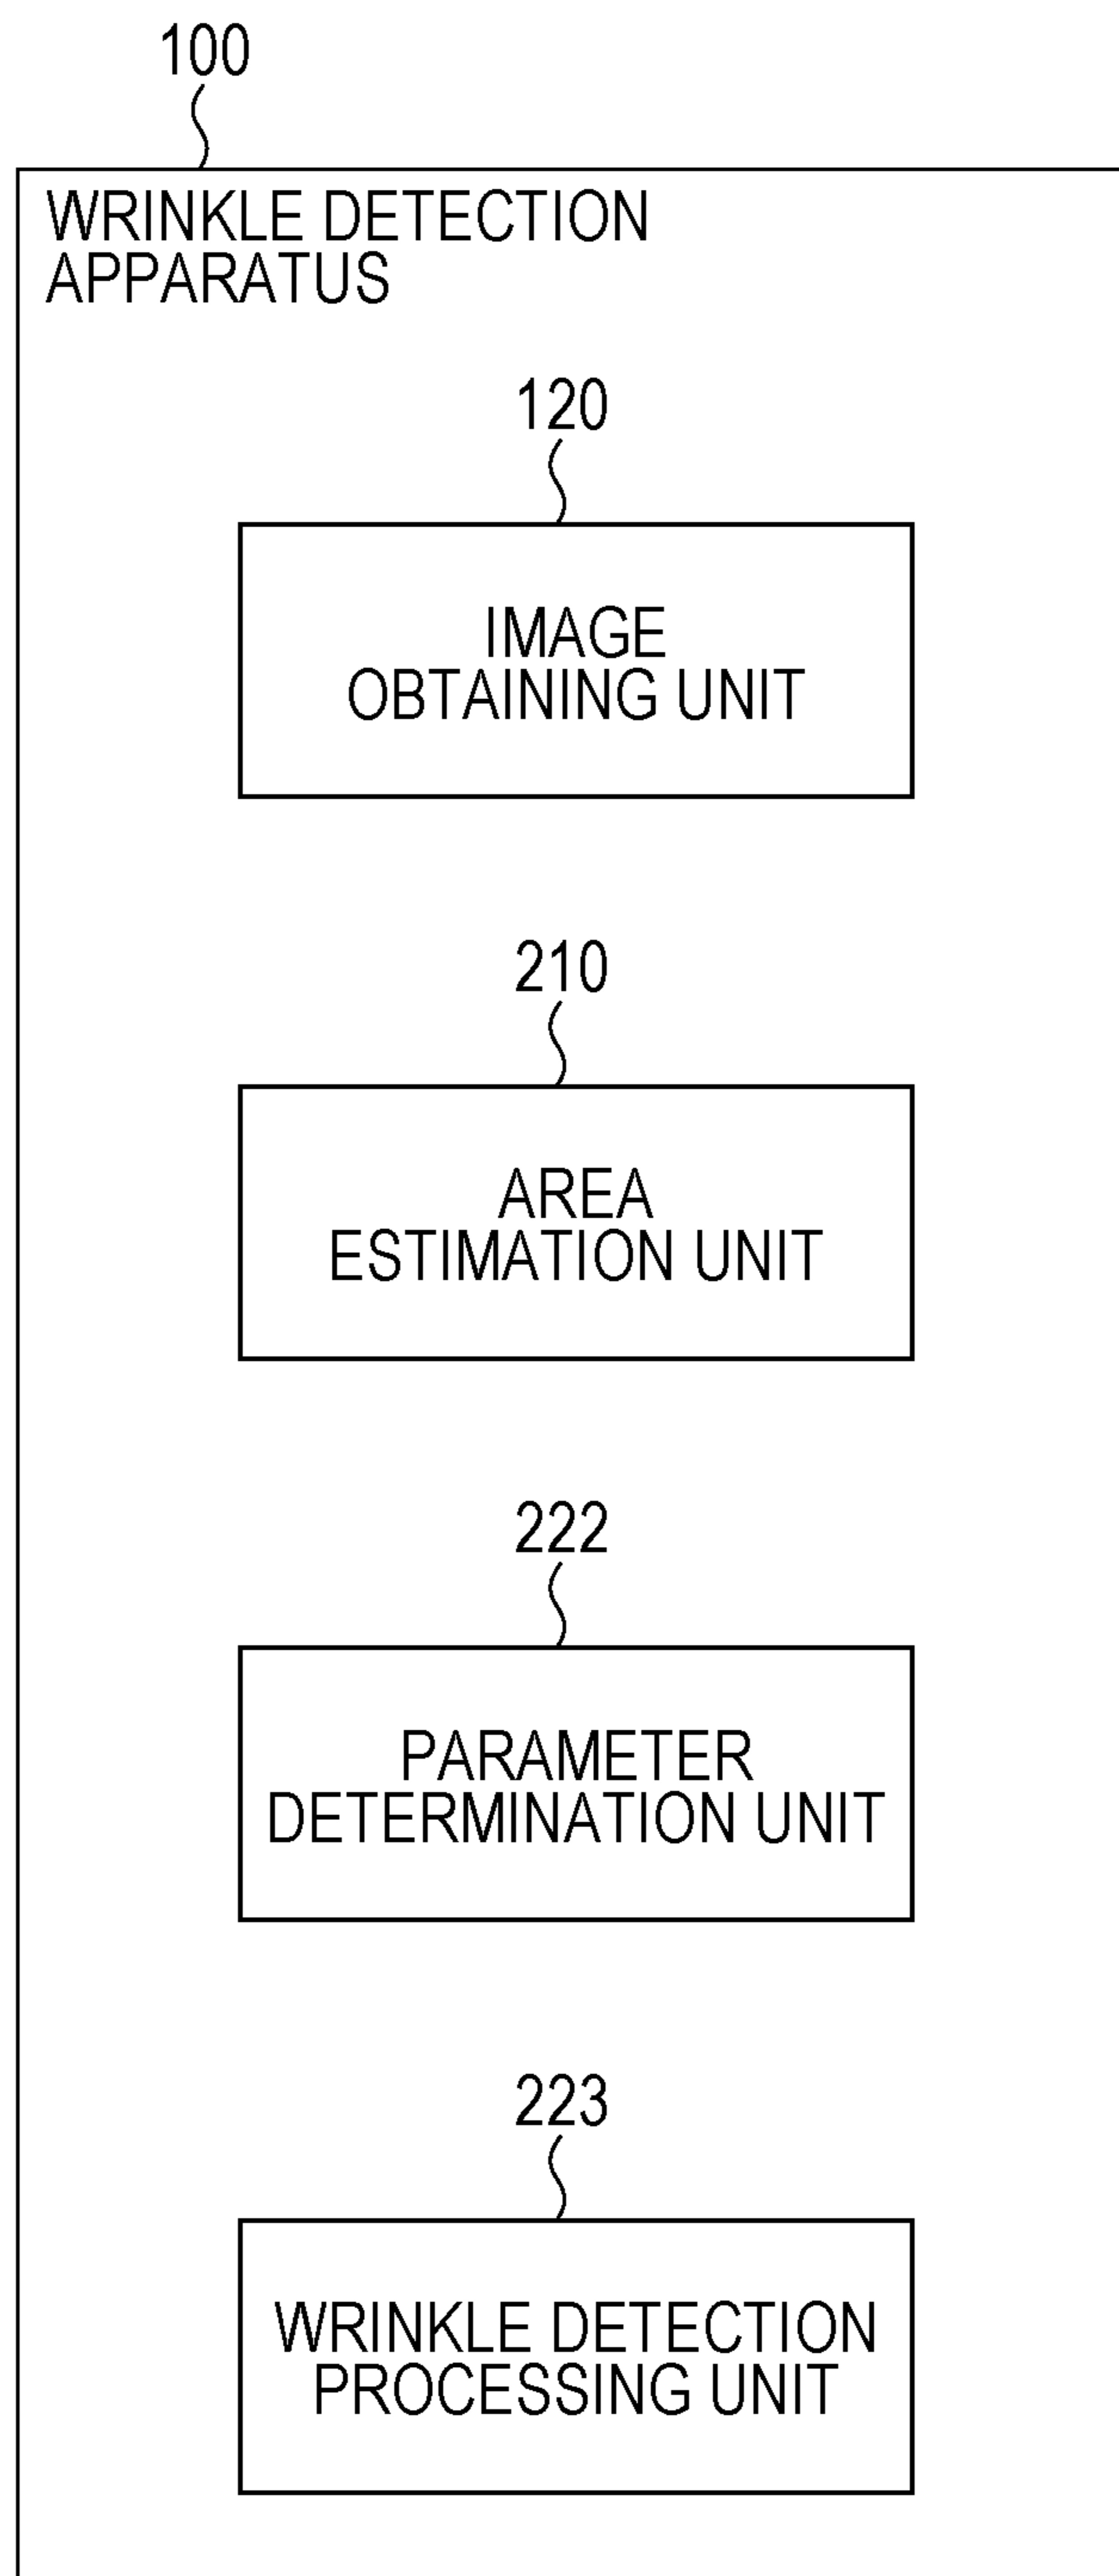 100
WRINKLE DETECTION
APPARATUS
120
IMAGE
OBTAINING UNIT
210
AREA
ESTIMATION UNIT
222
PARAMETER
DETERMINATION UNIT
223
WRINKLE DETECTION
PROCESSING UNIT